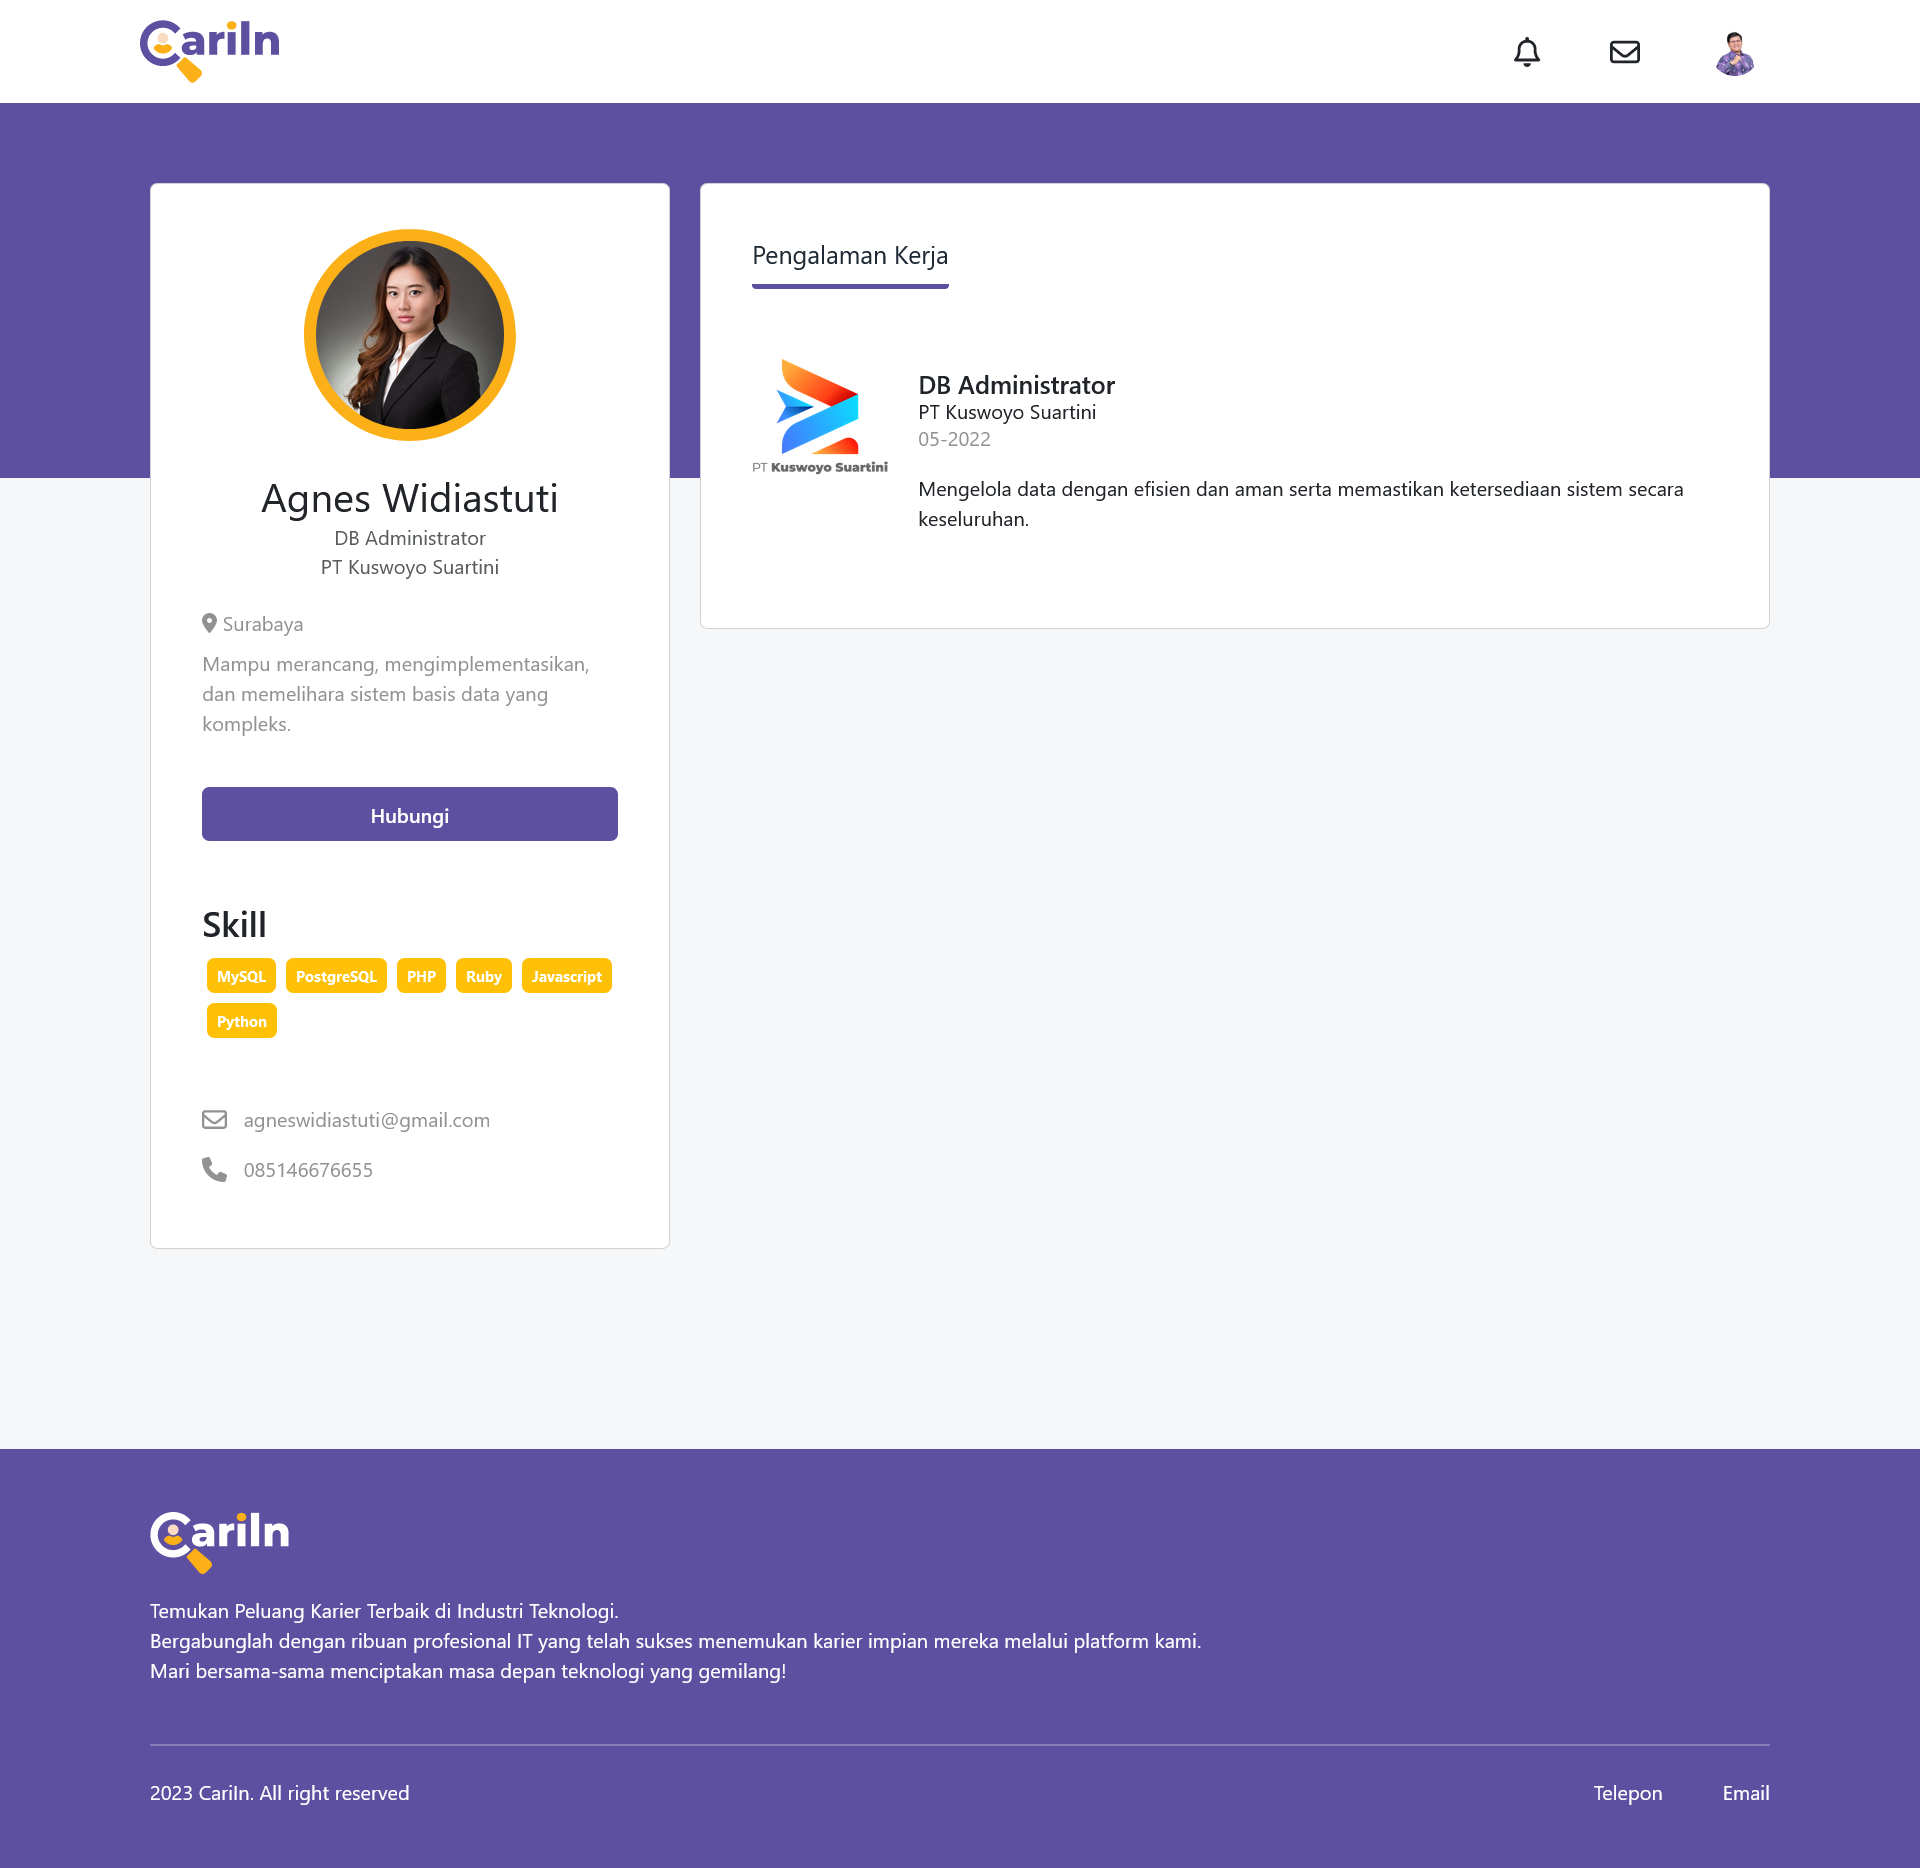 CariIn
Agnes Widiastuti
DB Administrator
PT Kuswoyo Suartini
Surabaya
Mampu merancang, mengimplementasikan,
dan memelihara sistem basis data yang
kompleks.
Hubungi
Skill
MySQL PostgreSQL PHP Ruby Javascript
Python
agneswidiastuti@gmail.com
085146676655
Pengalaman Kerja
PT Kuswoyo Suartini
DB Administrator
PT Kuswoyo Suartini
05-2022
Mengelola data dengan efisien dan aman serta memastikan ketersediaan sistem secara
keseluruhan.
CariIn
Temukan Peluang Karier Terbaik di Industri Teknologi.
Bergabunglah dengan ribuan profesional IT yang telah sukses menemukan karier impian mereka melalui platform kami.
Mari bersama-sama menciptakan masa depan teknologi yang gemilang!
2023 CariIn. All right reserved
Telepon Email